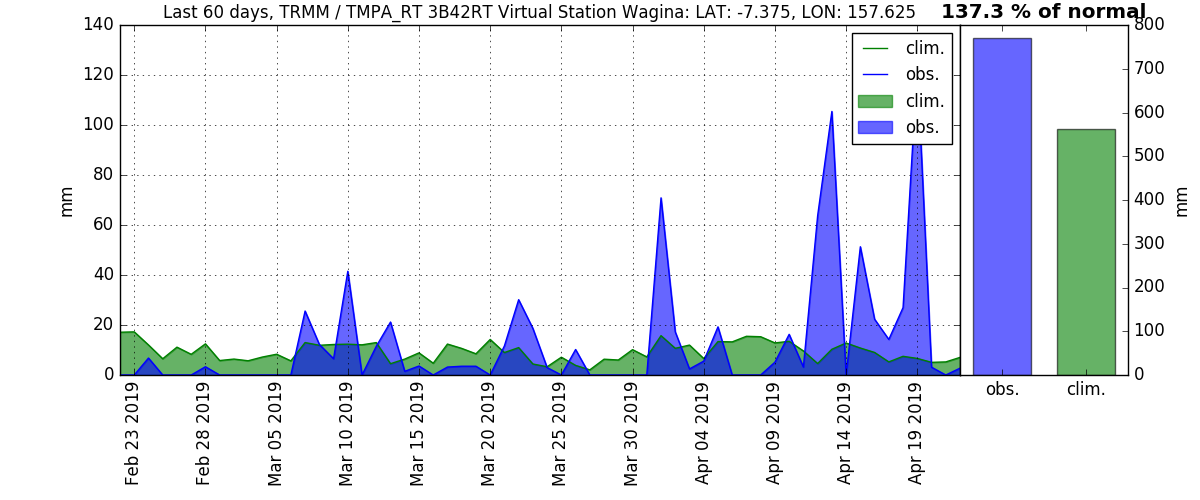 Last 60 days, TRMM / TMPA_RT 3B42RT Virtual Station Wagina: LAT: -7.375, LON: 157.625
137.3 % of normal
140
120
100
80
60
40
20
0
mm
clim.
obs.
clim.
obs.
800
700
600
500
400
300
200
100
0
mm
obs.
clim.
Feb 23 2019
Feb 28 2019
Mar 05 2019
Mar 10 2019
Mar 15 2019
Mar 20 2019
Mar 25 2019
Mar 30 2019
Apr 04 2019
Apr 09 2019
Apr 14 2019
Apr 19 2019